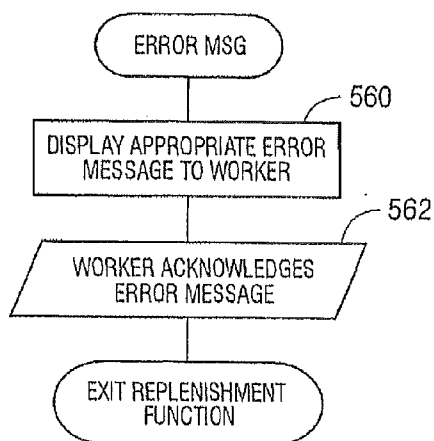 ERROR MSG
560
DISPLAY APPROPRIATE ERROR
MESSAGE TO WORKER
562
WORKER ACKNOWLEDGES
ERROR MESSAGE
EXIT REPLENISHMENT
FUNCTION